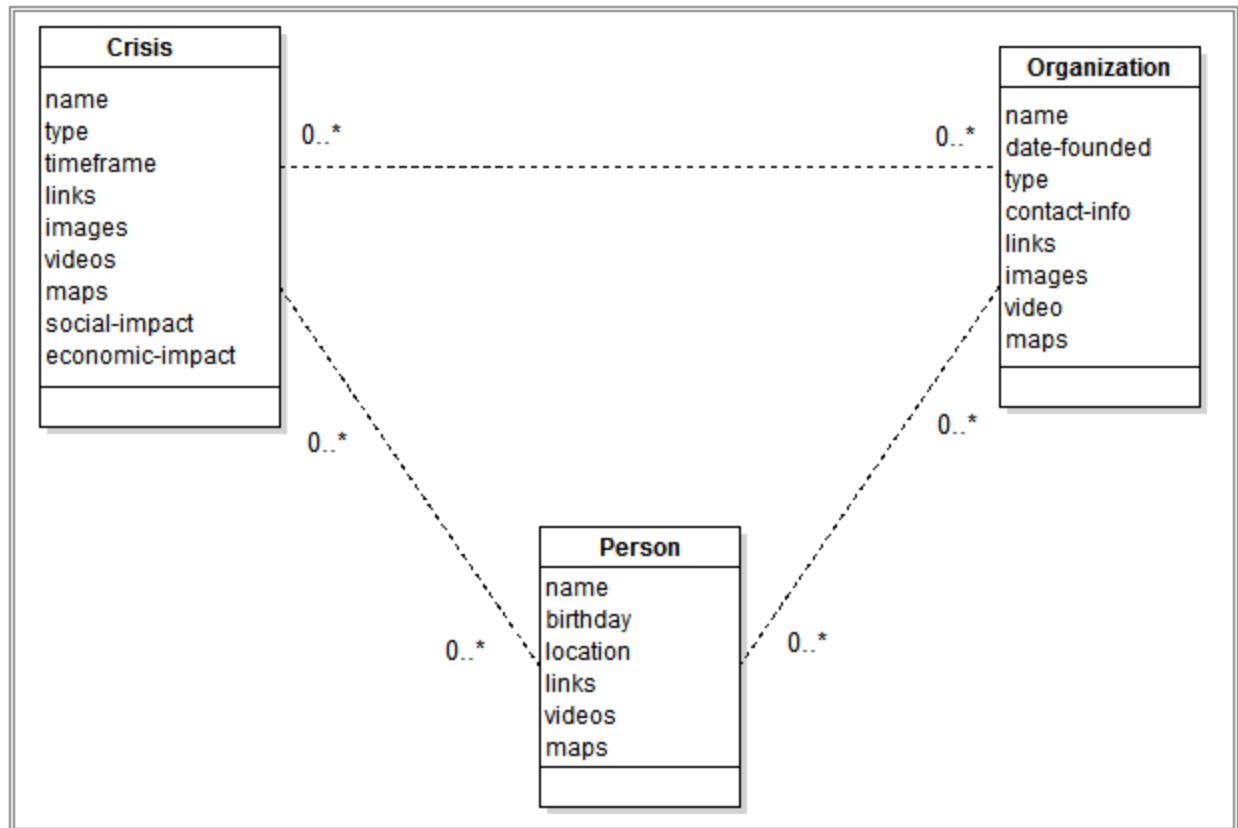 Crisis
name
type
timeframe
links
images
videos
maps
social-impact
economic-impact
0..*
0..*
Organization
name
date-founded
type
contact-info
links
images
video
maps
0..*
0..*
Person
name
birthday
location
links
videos
maps
0..*
0..*